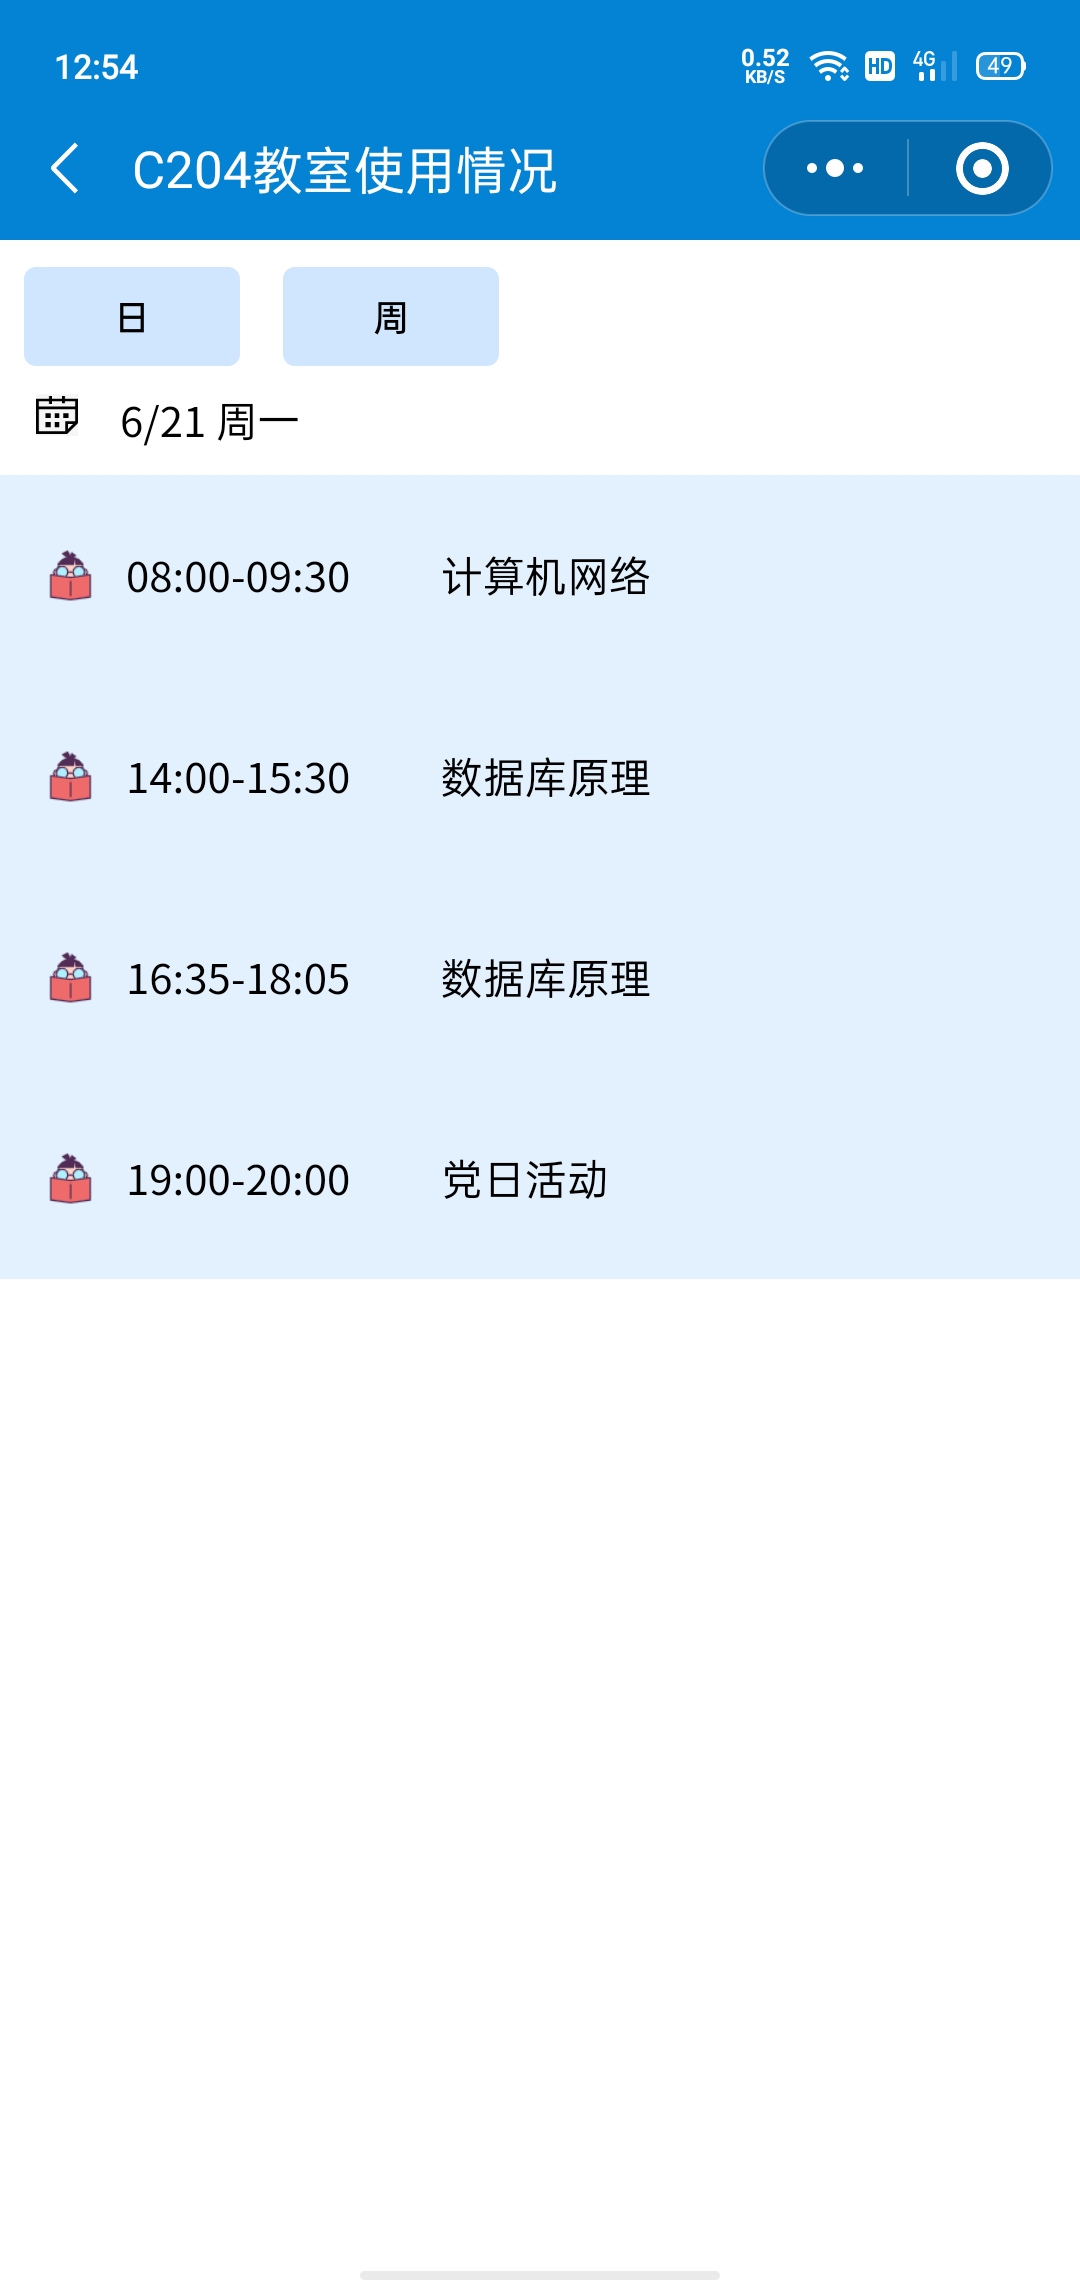 12:54
0.52
KB/S
HD
4G
49
C204教室使用情况
日
周
6/21 周一
08:00-09:30 计算机网络
14:00-15:30 数据库原理
16:35-18:05 数据库原理
19:00-20:00 党日活动